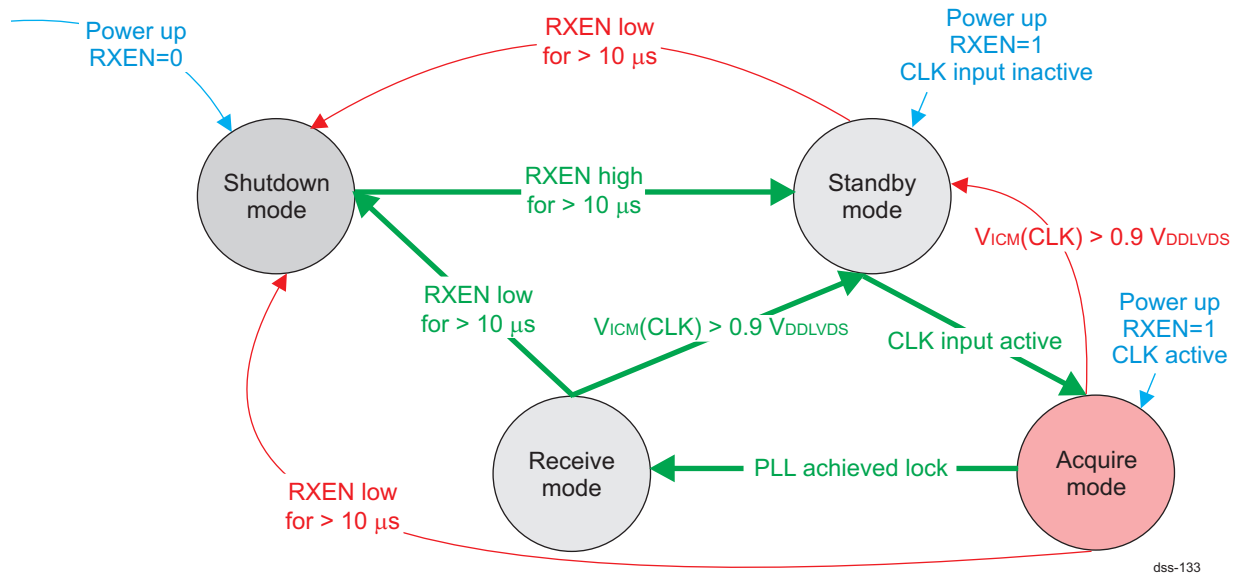 Power up
RXEN=0
RXEN low
for > 10 μs
Power up
RXEN=1
CLK input inactive
Shutdown
mode
RXEN high
for > 10 μs
Standby
mode
VICM(CLK) > 0.9 VDDLVDS
RXEN low
for > 10 μs
VICM(CLK) > 0.9 VDDLVDS
CLK input active
Power up
RXEN=1
CLK active
Receive
mode
PLL achieved lock
Acquire
mode
RXEN low
for > 10 μs
dss-133